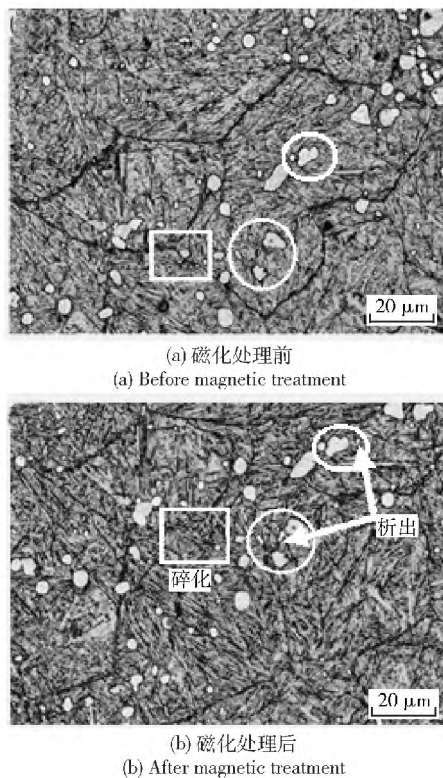 20 μm
(a) 磁化处理前
(a) Before magnetic treatment
析出
碎化
20 μm
(b) 磁化处理后
(b) After magnetic treatment